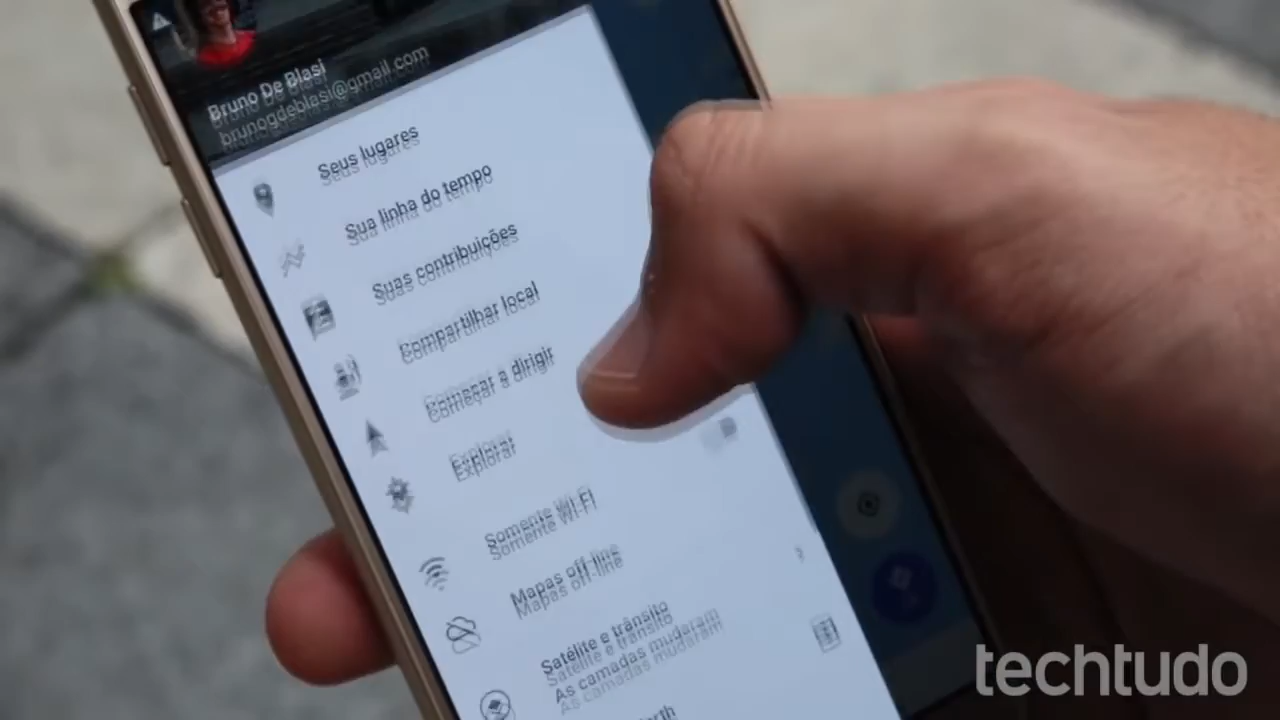 Bruno De Blasi
brunogdeblasi@gmail.com
Seus lugares
Sua linha do tempo
Suas contribuições
Compartilhar local
Começar a dirigir
Explorar
Somente Wi-Fi
Mapas off-line
Satélite e trânsito
As camadas mudaram
techtudo